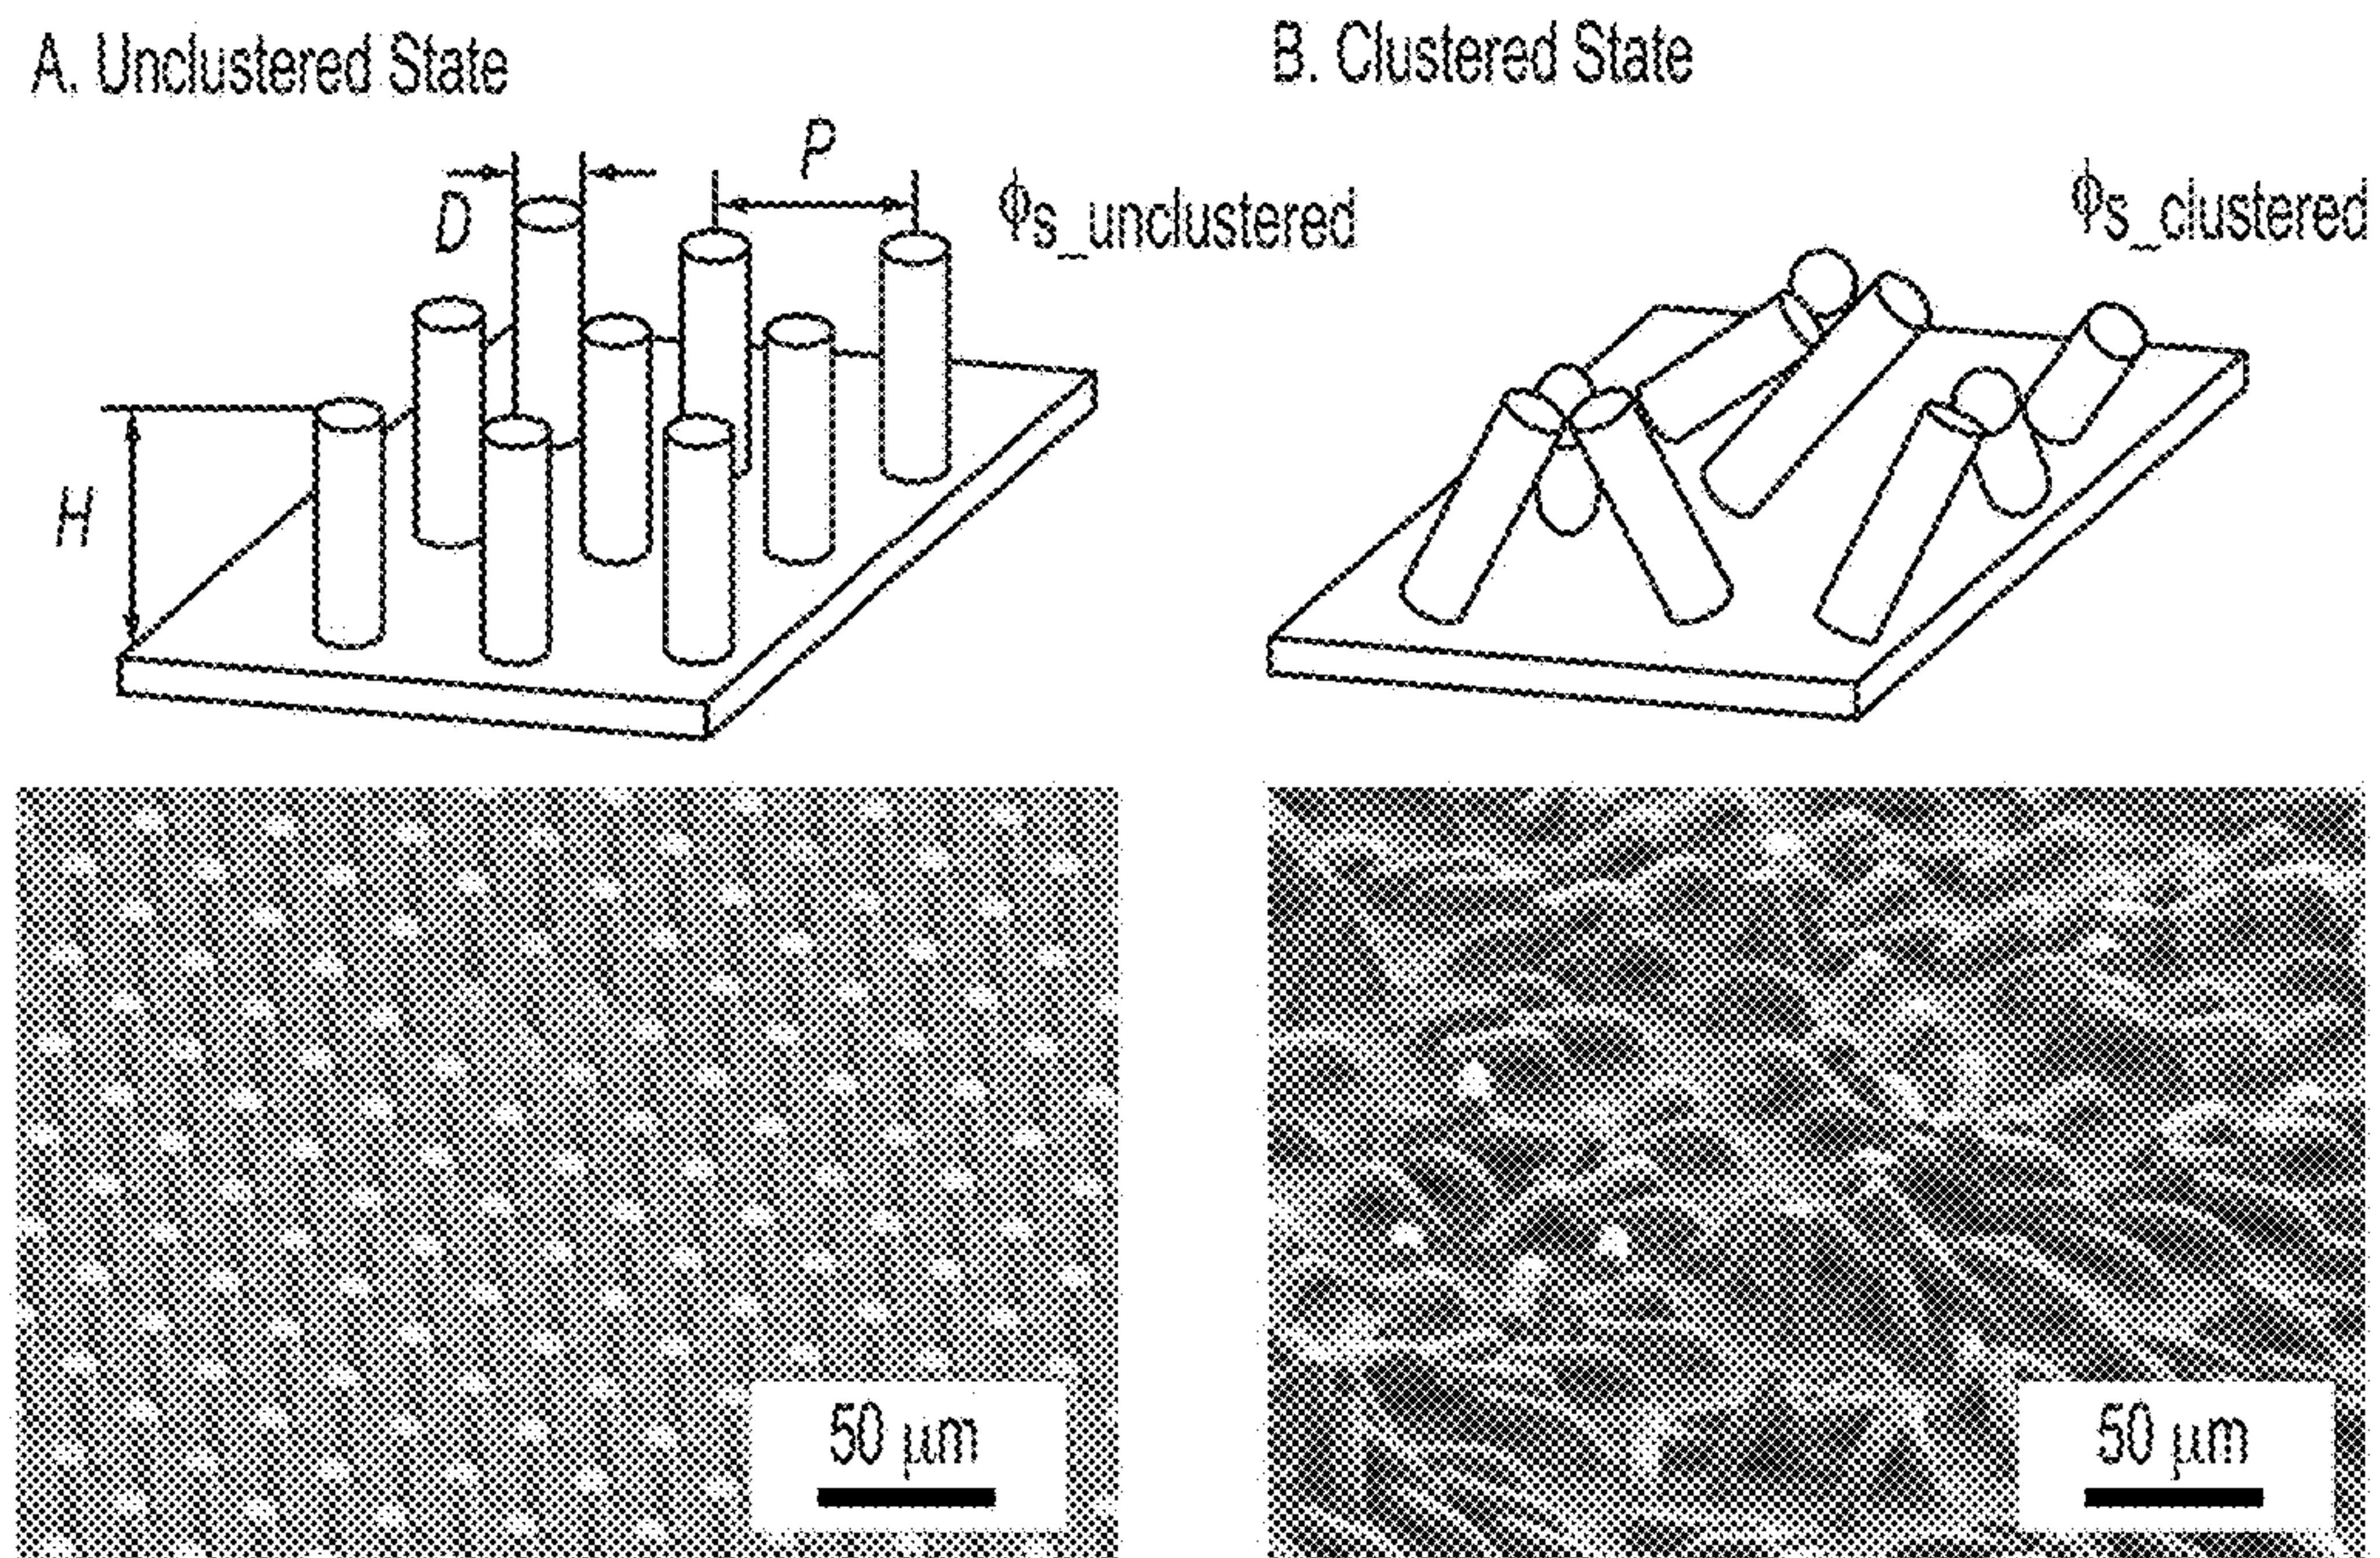 A. Unclustered State
B. Clustered State
P
D
ϕs_unclustered
ϕs_clustered
H
50 μm
50 μm